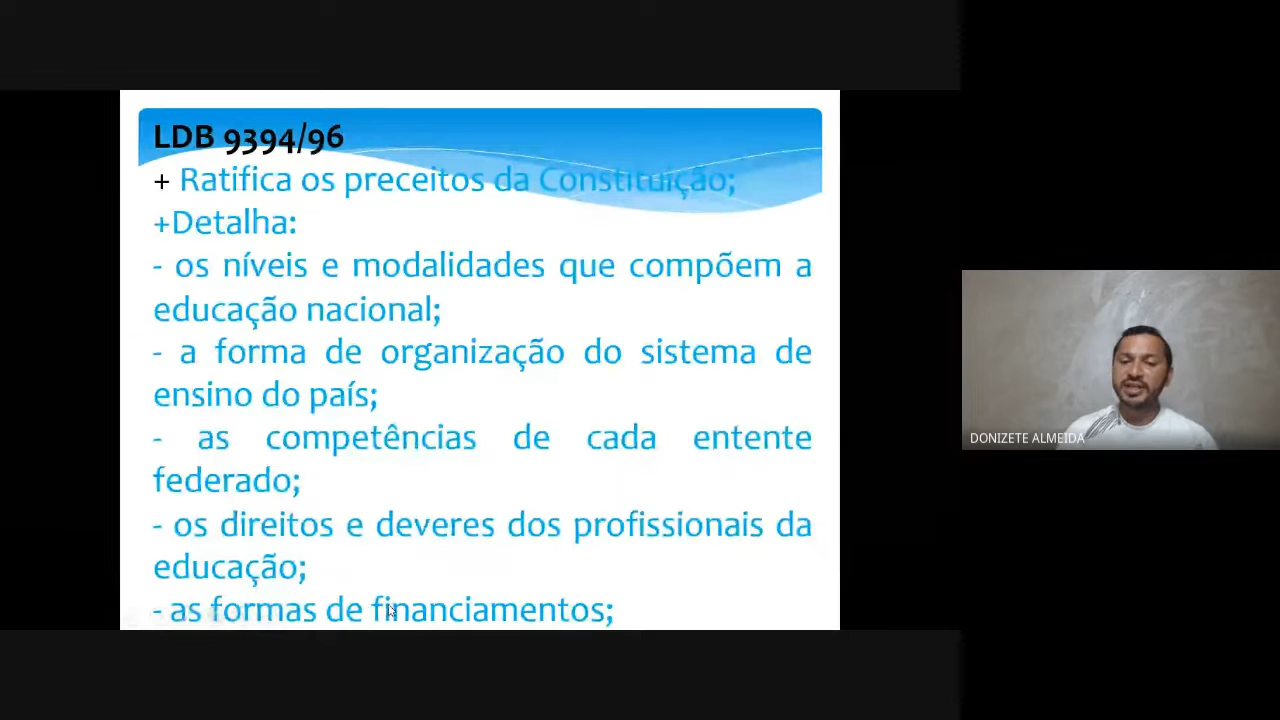 LDB 9394/96
+ Ratifica os preceitos da Constituição;
+Detalha:
- os níveis e modalidades que compõem a
educação nacional;
- a forma de organização do sistema de
ensino do país;
- as competências de cada entente
federado;
- os direitos e deveres dos profissionais da
educação;
- as formas de financiamentos;
DONIZETE ALMEIDA